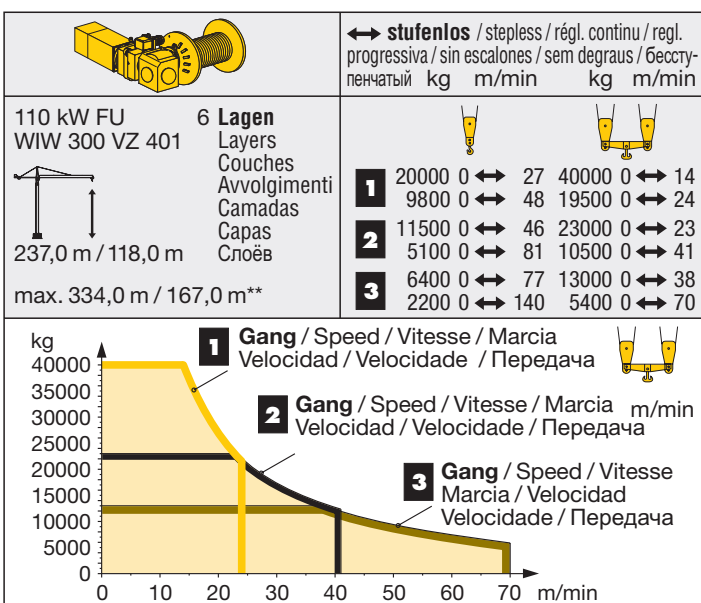 ↔ stufenlos / stepless / régl. continu / regl.
progressiva / sin escalones / sem degraus / бессту-
пенчатый kg m/min kg m/min
110 kW FU
WIW 300 VZ 401
237,0 m / 118,0 m
max. 334,0 m / 167,0 m**
6 Lagen
Layers
Couches
Avvolgimenti
Camadas
Capas
Слоёв
1 20000 0 ↔ 27 40000 0 ↔ 14
9800 0 ↔ 48 19500 0 ↔ 24
2 11500 0 ↔ 46 23000 0 ↔ 23
5100 0 ↔ 81 10500 0 ↔ 41
3 6400 0 ↔ 77 13000 0 ↔ 38
2200 0 ↔ 140 5400 0 ↔ 70
kg
40000
35000
30000
25000
20000
15000
10000
5000
0
1 Gang / Speed / Vitesse / Marcia
Velocidad / Velocidade / Передача
2 Gang / Speed / Vitesse / Marcia
Velocidad / Velocidade / Передача
m/min
3 Gang / Speed / Vitesse
Marcia / Velocidad
Velocidade / Передача
0 10 20 30 40 50 60 70 m/min